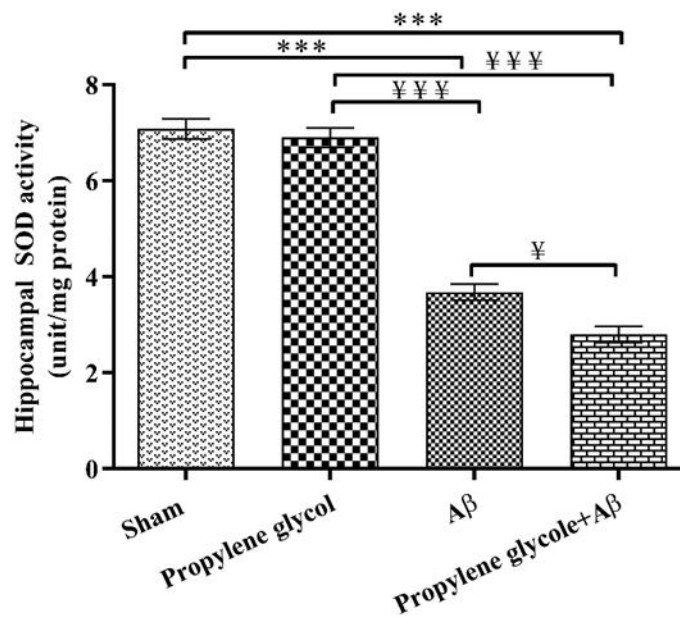 ***
***
¥ ¥ ¥
¥ ¥ ¥
¥
Hippocampal SOD activity
(unit/mg protein)
8
6
4
2
0
Sham
Propylene glycol
Aβ
Propylene glycole+Aβ